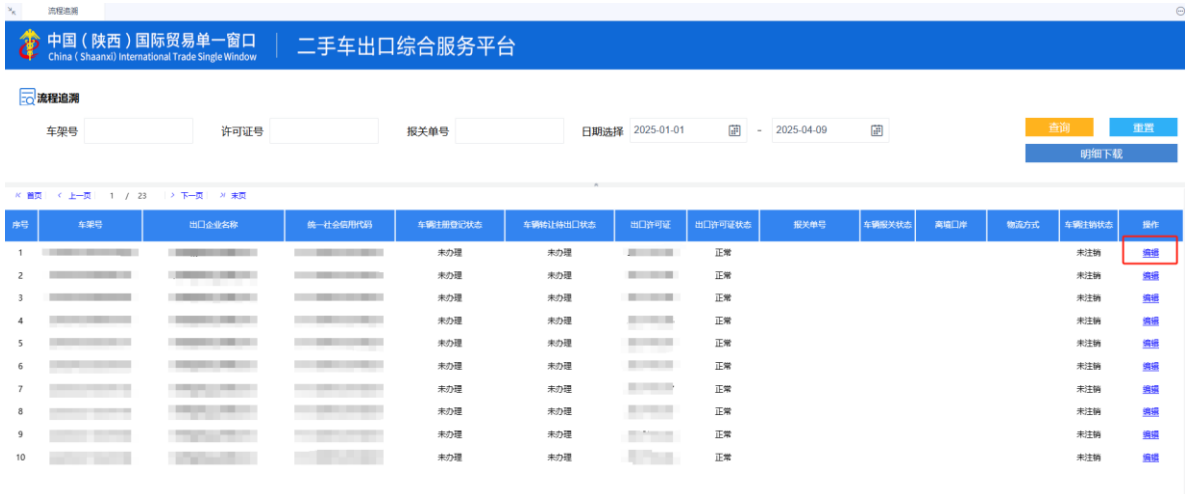 流程追溯
中国（陕西）国际贸易单一窗口
China ( Shaanxi) International Trade Single Window
二手车出口综合服务平台
流程追溯
车架号 许可证号 报关单号 日期选择 2025-01-01 - 2025-04-09 查询 重置
明细下载
首页 上一页 1 / 23 下一页 末页
序号 车架号 出口企业名称 统一社会信用代码 车辆注册登记状态 车辆转让待出口状态 出口许可证 出口许可证状态 报关单号 车辆报关状态 离境口岸 物流方式 车辆注销状态 操作
1 未办理 未办理 正常 未注销 编辑
2 未办理 未办理 正常 未注销 编辑
3 未办理 未办理 正常 未注销 编辑
4 未办理 未办理 正常 未注销 编辑
5 未办理 未办理 正常 未注销 编辑
6 未办理 未办理 正常 未注销 编辑
7 未办理 未办理 正常 未注销 编辑
8 未办理 未办理 正常 未注销 编辑
9 未办理 未办理 正常 未注销 编辑
10 未办理 未办理 正常 未注销 编辑